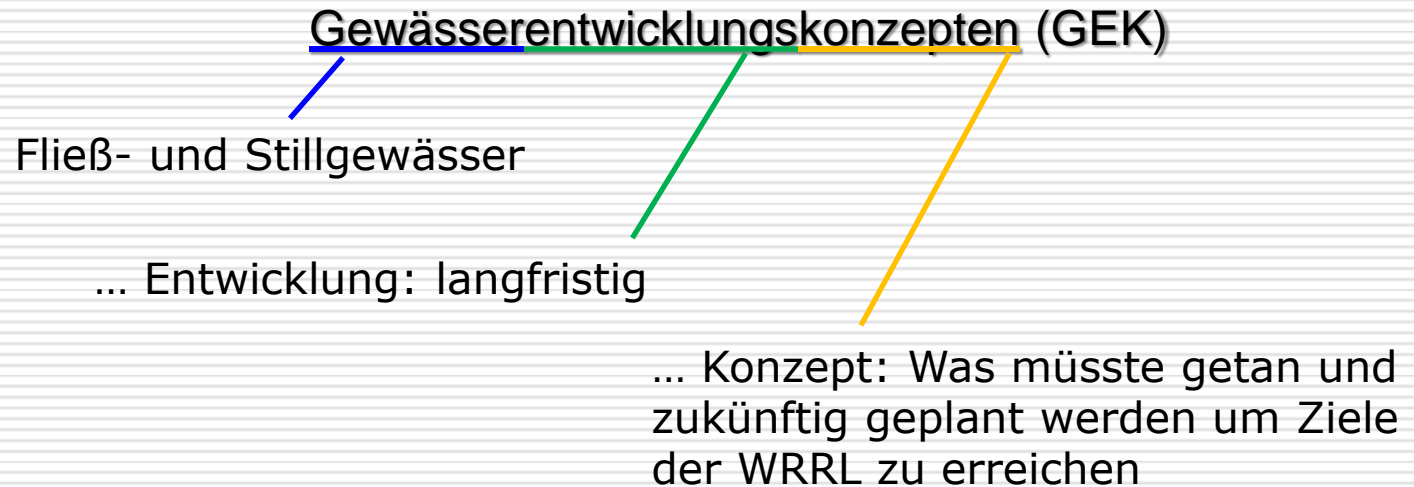 Gewässerentwicklungskonzepten (GEK)
Fließ- und Stillgewässer
… Entwicklung: langfristig
… Konzept: Was müsste getan und
zukünftig geplant werden um Ziele
der WRRL zu erreichen